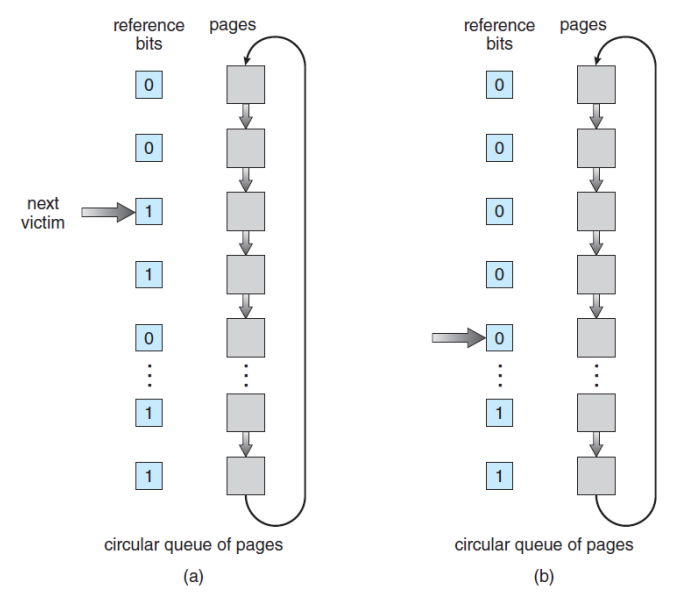 reference pages
bits
0
0
next
victim
1
1
0
1
1
circular queue of pages
(a)
reference pages
bits
0
0
0
0
0
1
1
circular queue of pages
(b)